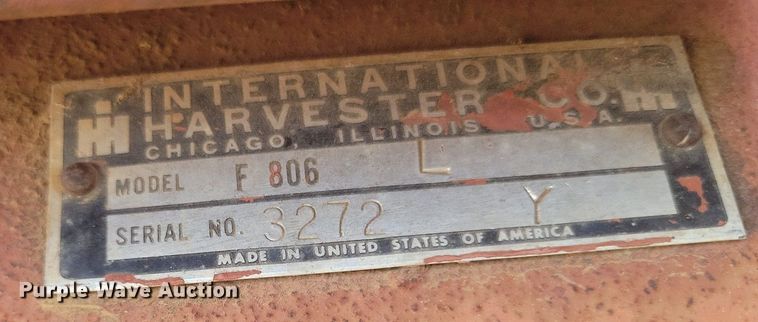 INTERNATIONAL
HARVESTER CO.
CHICAGO, ILLINOIS U.S.A.
MODEL F 806 L
SERIAL NO. 3272 Y
MADE IN UNITED STATES OF AMERICA
Purple Wave Auction